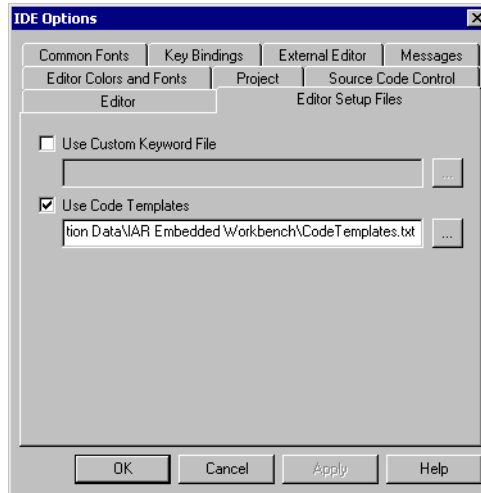 IDE Options
Common Fonts Key Bindings External Editor Messages
Editor Colors and Fonts Project Source Code Control
Editor Editor Setup Files
Use Custom Keyword File
...
Use Code Templates
tion Data\IAR Embedded Workbench\CodeTemplates.txt ...
OK Cancel Apply Help